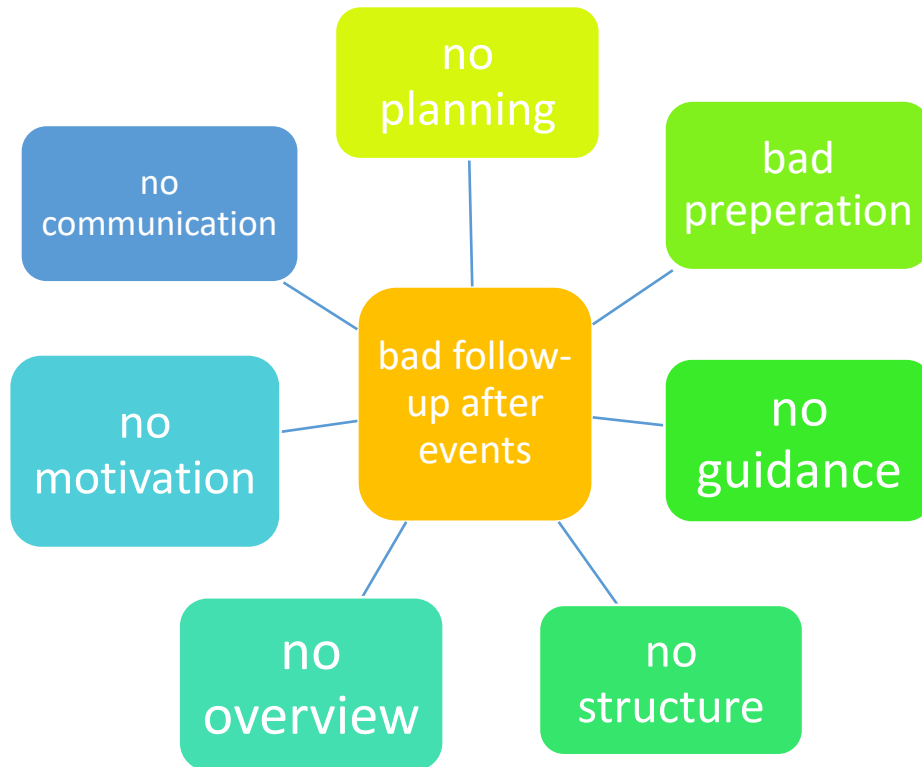 no
planning
bad
preperation
no
guidance
no
structure
no
overview
no
motivation
no
communication
bad follow-
up after
events